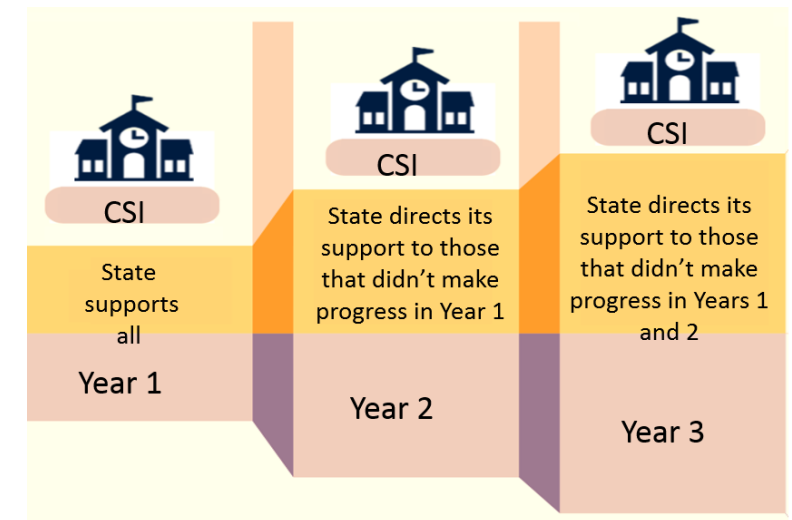 CSI
State
supports
all
Year 1
CSI
State directs its
support to those
that didn't make
progress in Year 1
Year 2
CSI
State directs its
support to those
that didn't make
progress in Years 1
and 2
Year 3